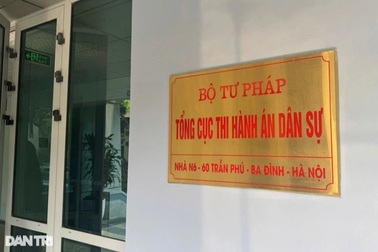 BỘ TƯ PHÁP
TỔNG CỤC THI HÀNH ÁN DÂN SỰ
NHÀ N6 - 60 TRẦN PHÚ - BA ĐÌNH - HÀ NỘI
DANTRI